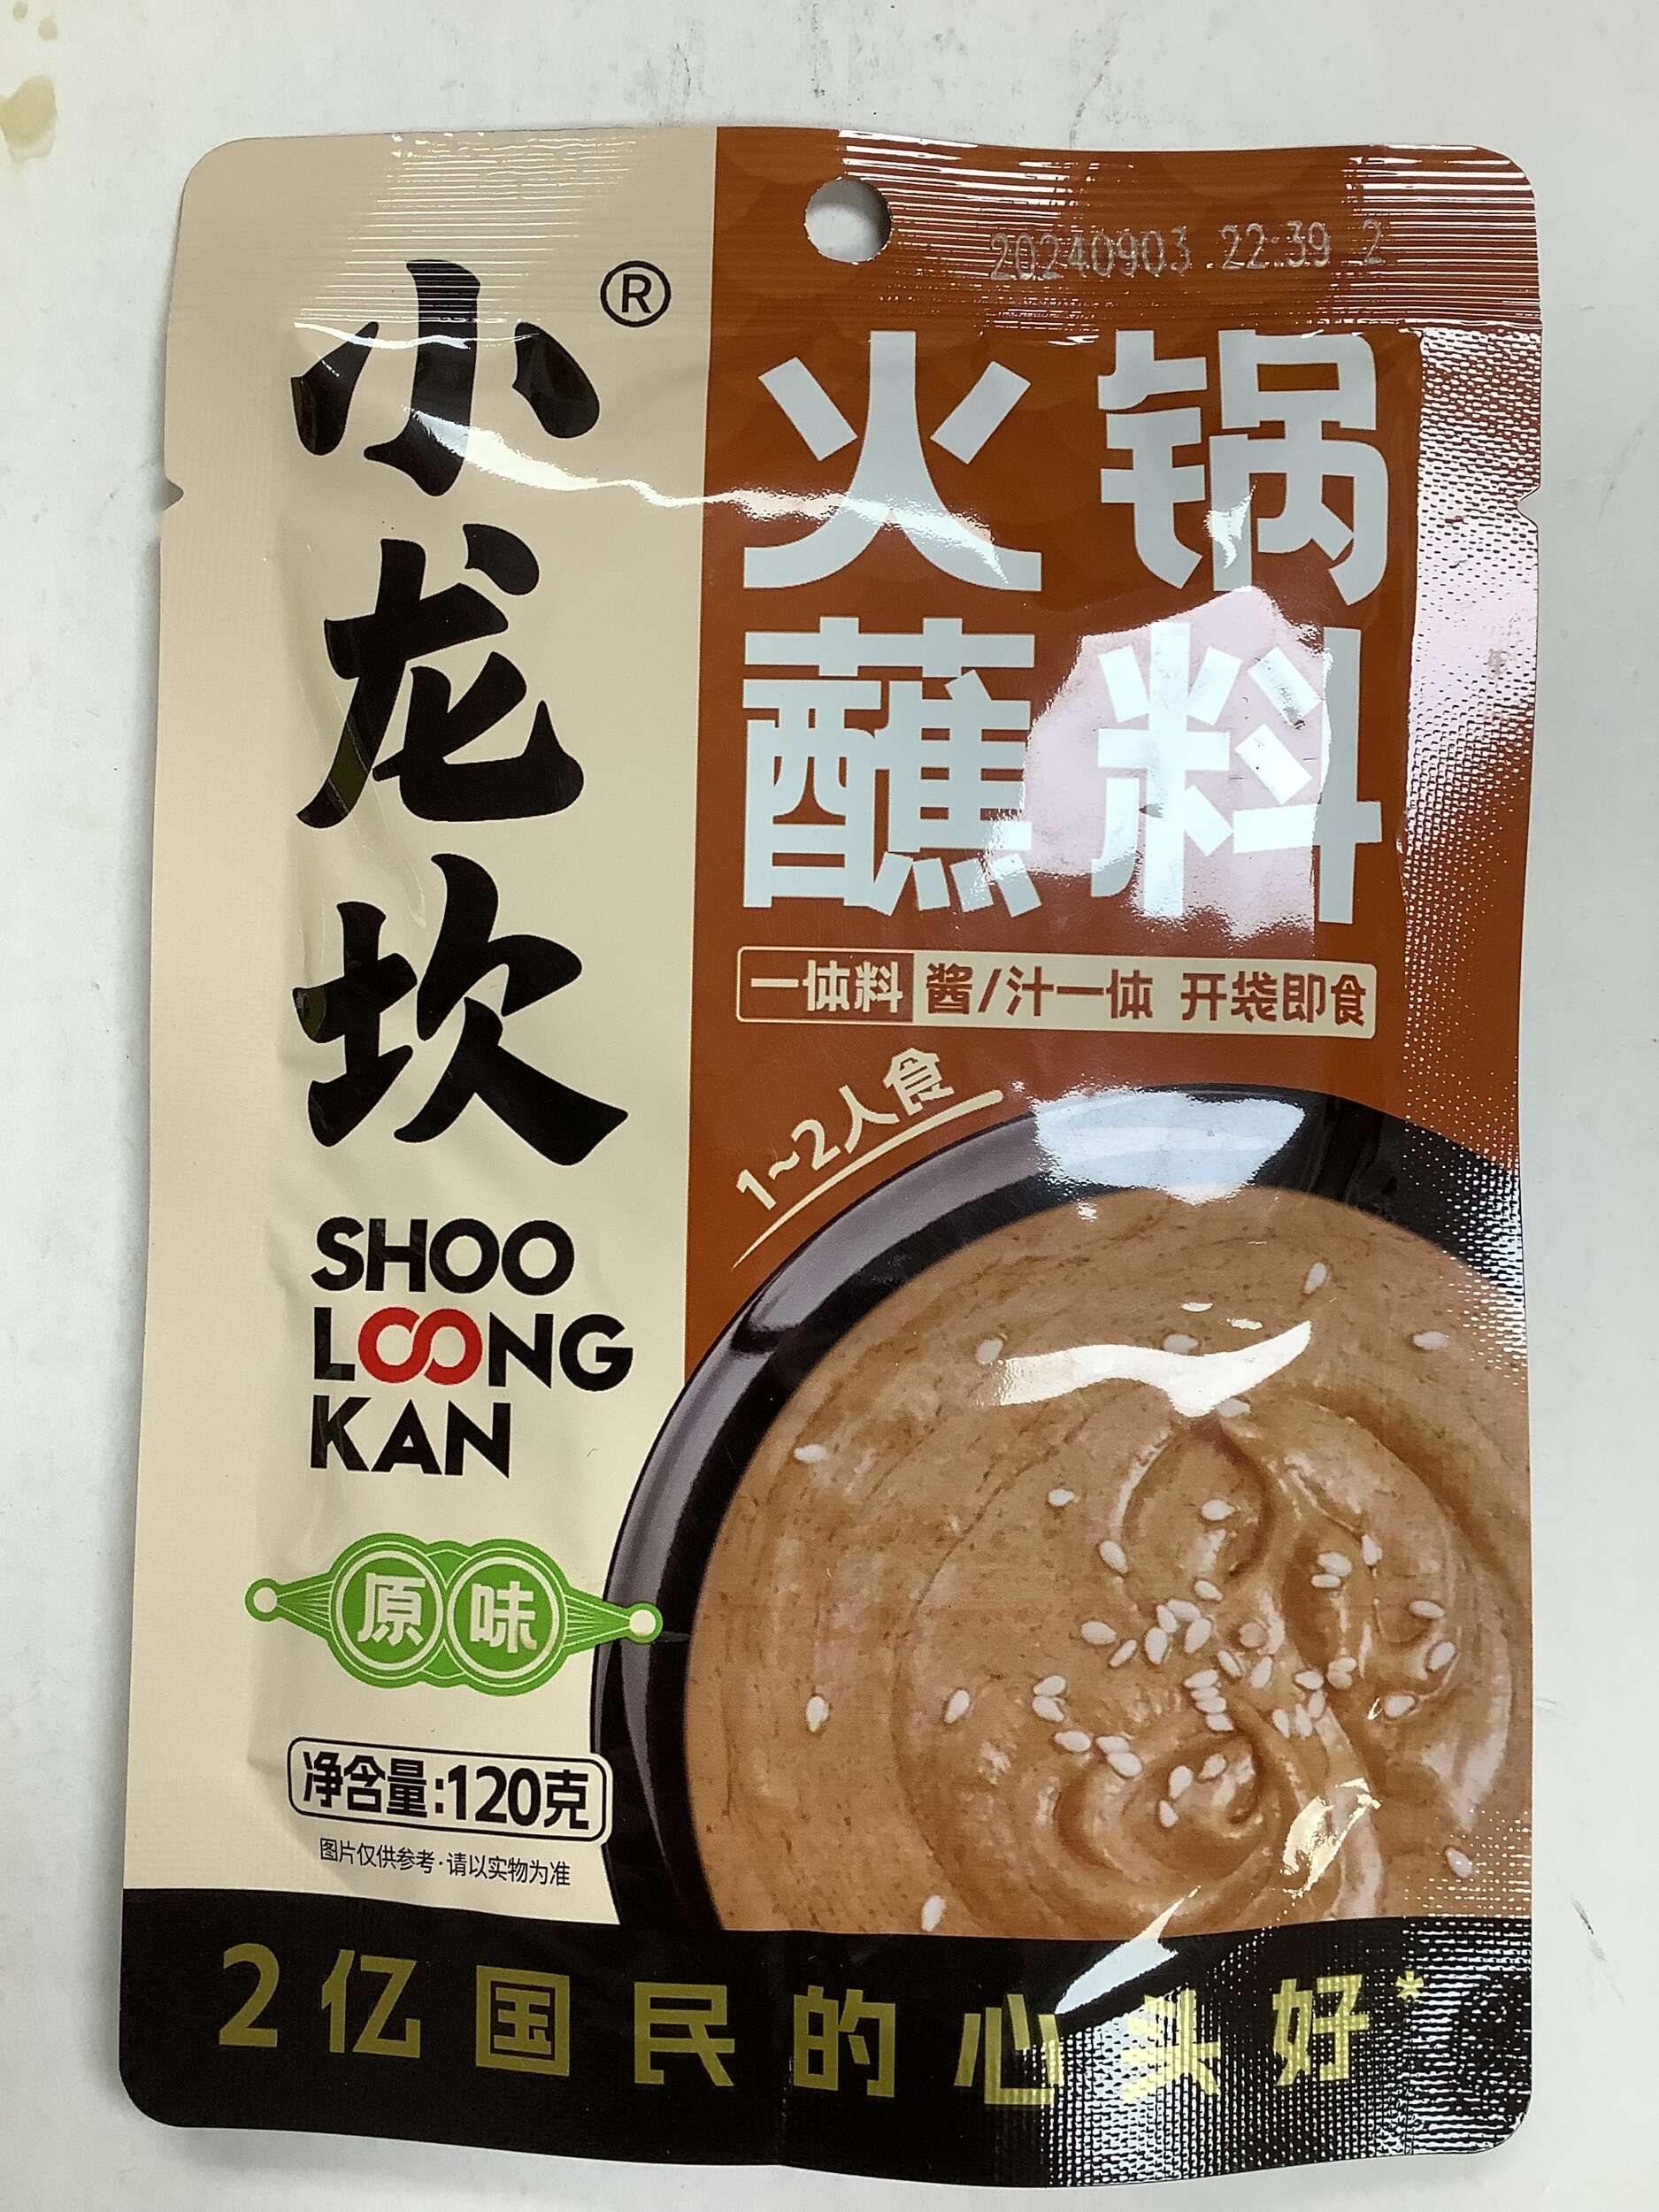 20240903 22:39 2
小龙坎®
SHOO
LOONG
KAN
火锅
蘸料
一体料 酱/汁一体 开袋即食
1~2人食
原味
净含量:120克
图片仅供参考·请以实物为准
2亿国民的心头好*